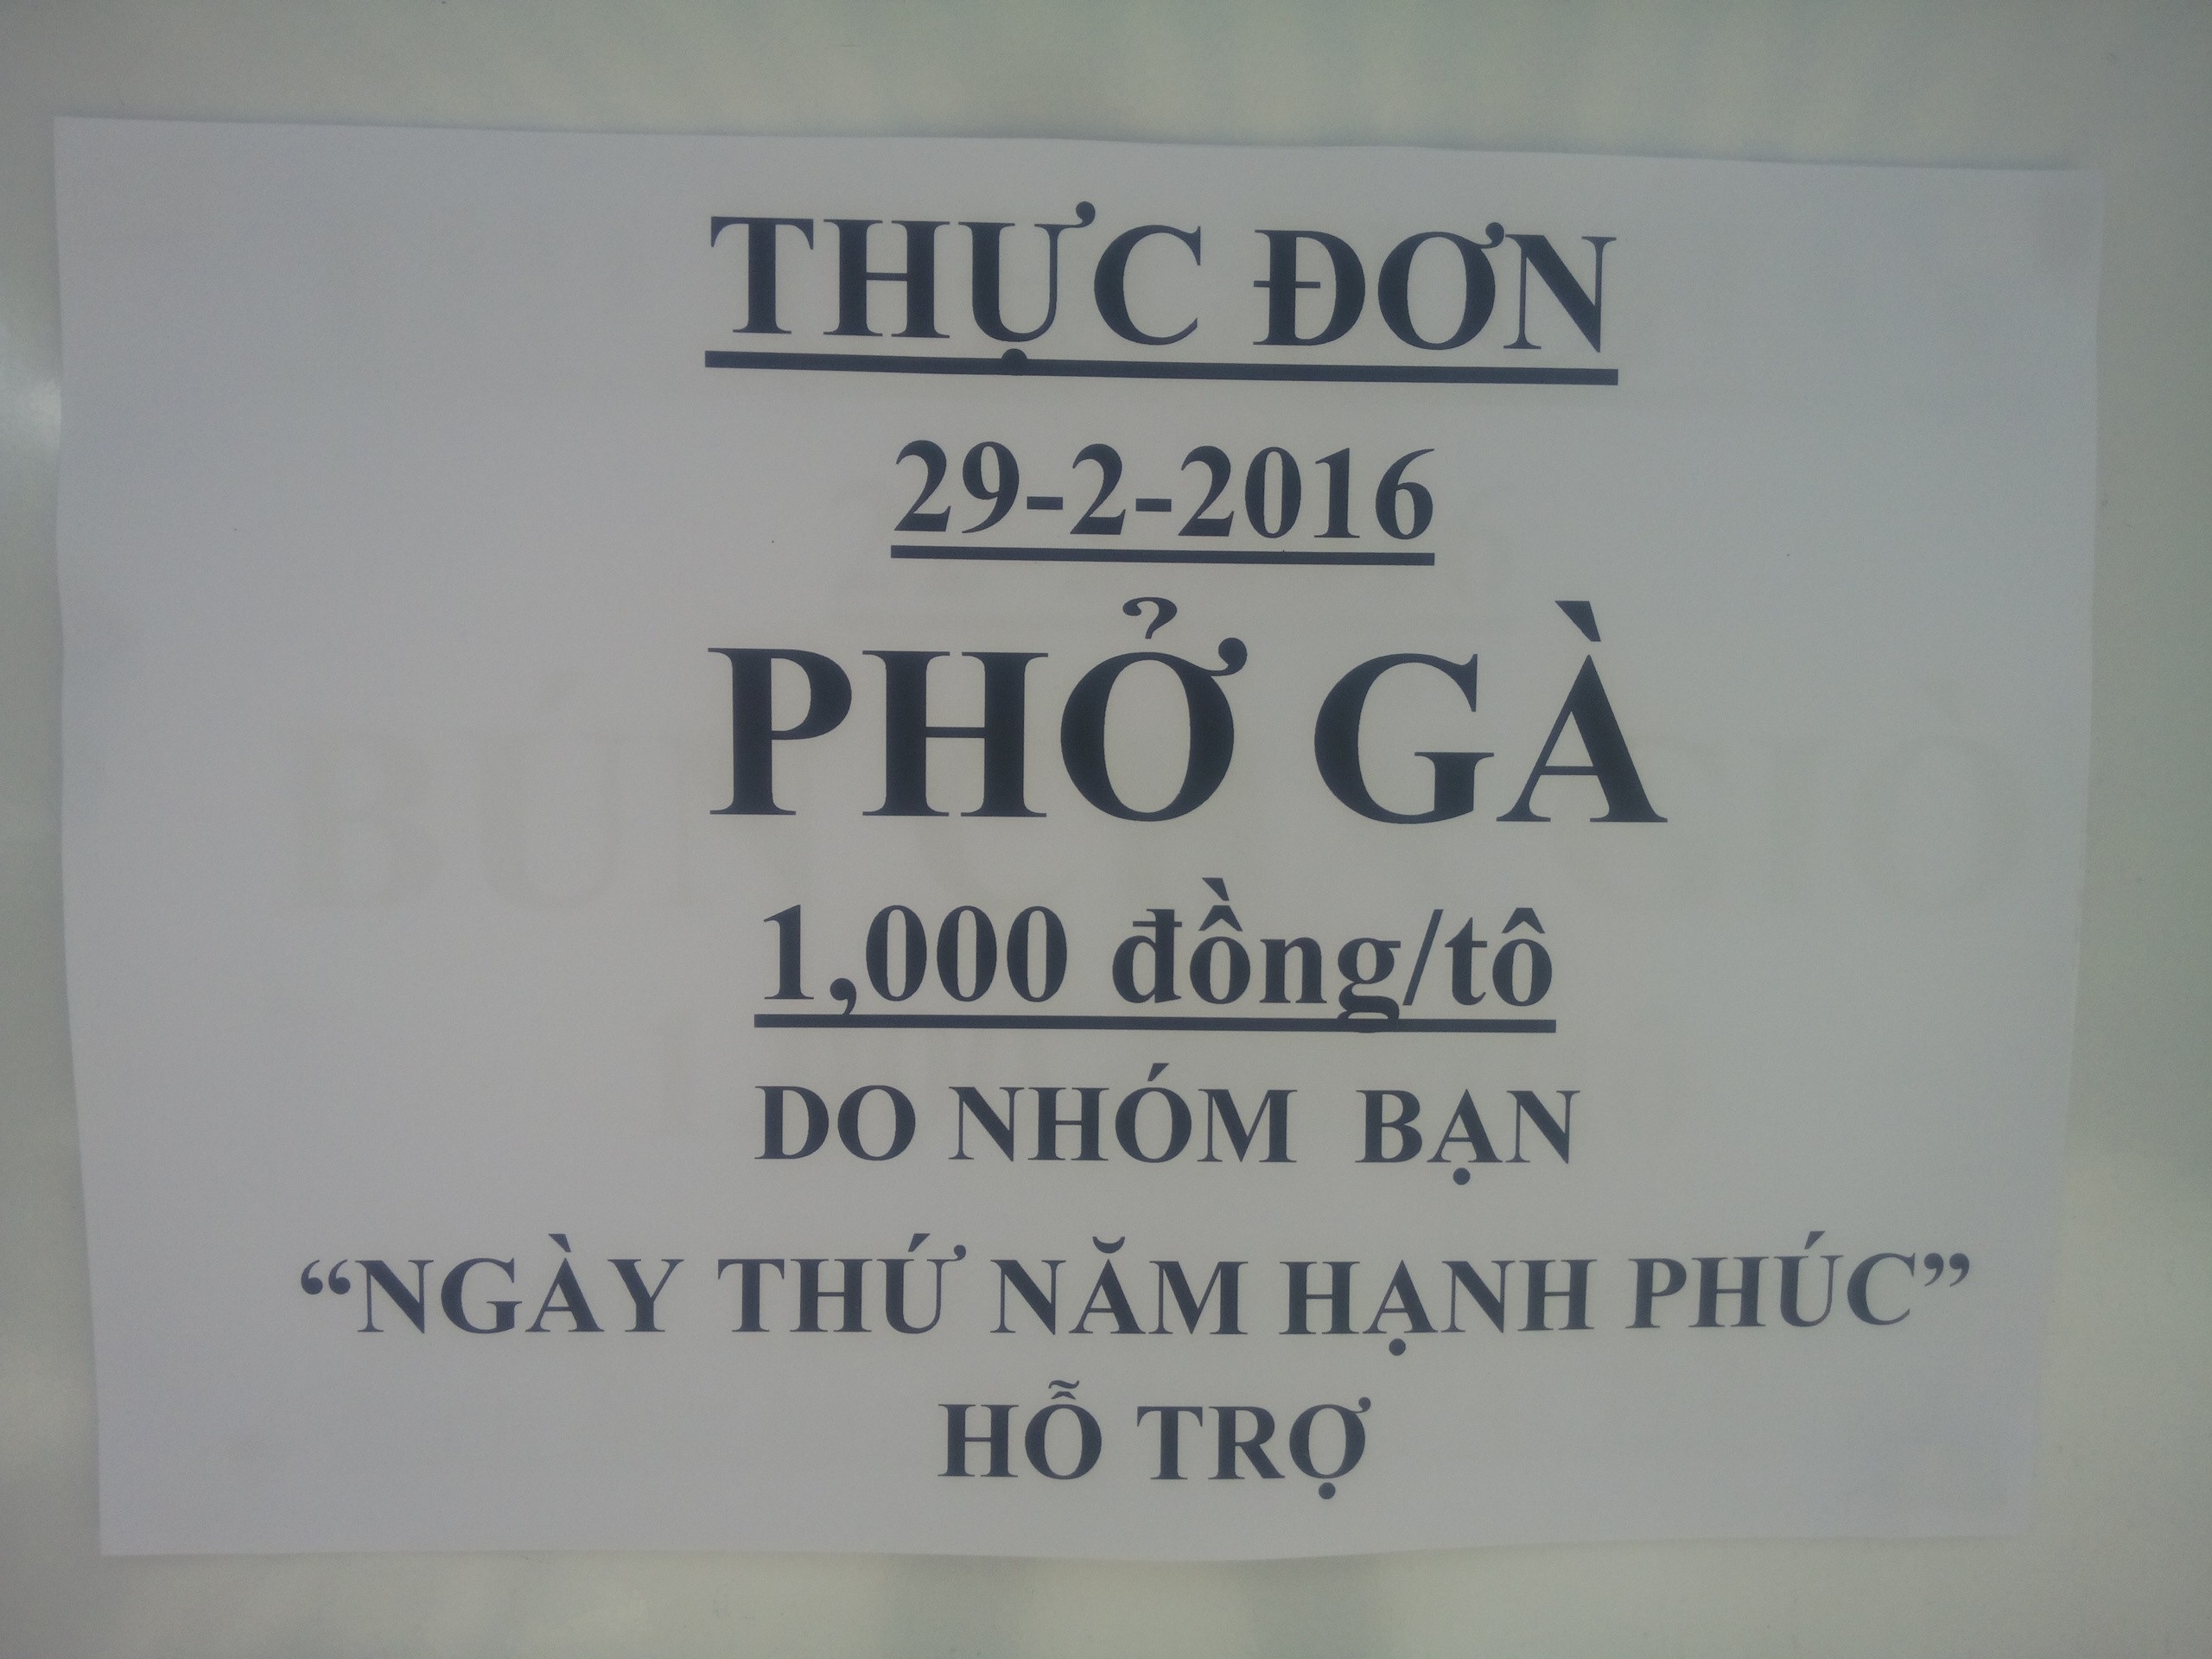 THỰC ĐƠN
29-2-2016
PHỞ GÀ
1,000 đồng/tô
DO NHÓM BẠN
“NGÀY THỨ NĂM HẠNH PHÚC”
HỖ TRỢ